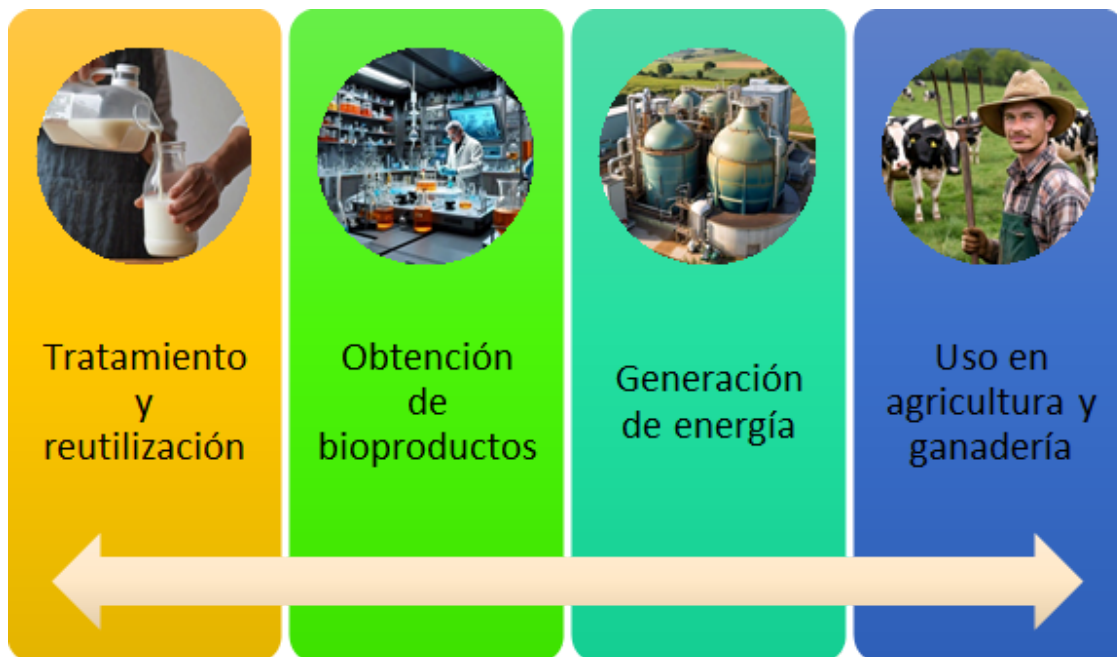 Tratamiento
y
reutilización
Obtención
de
bioproductos
Generación
de energía
Uso en
agricultura y
ganadería